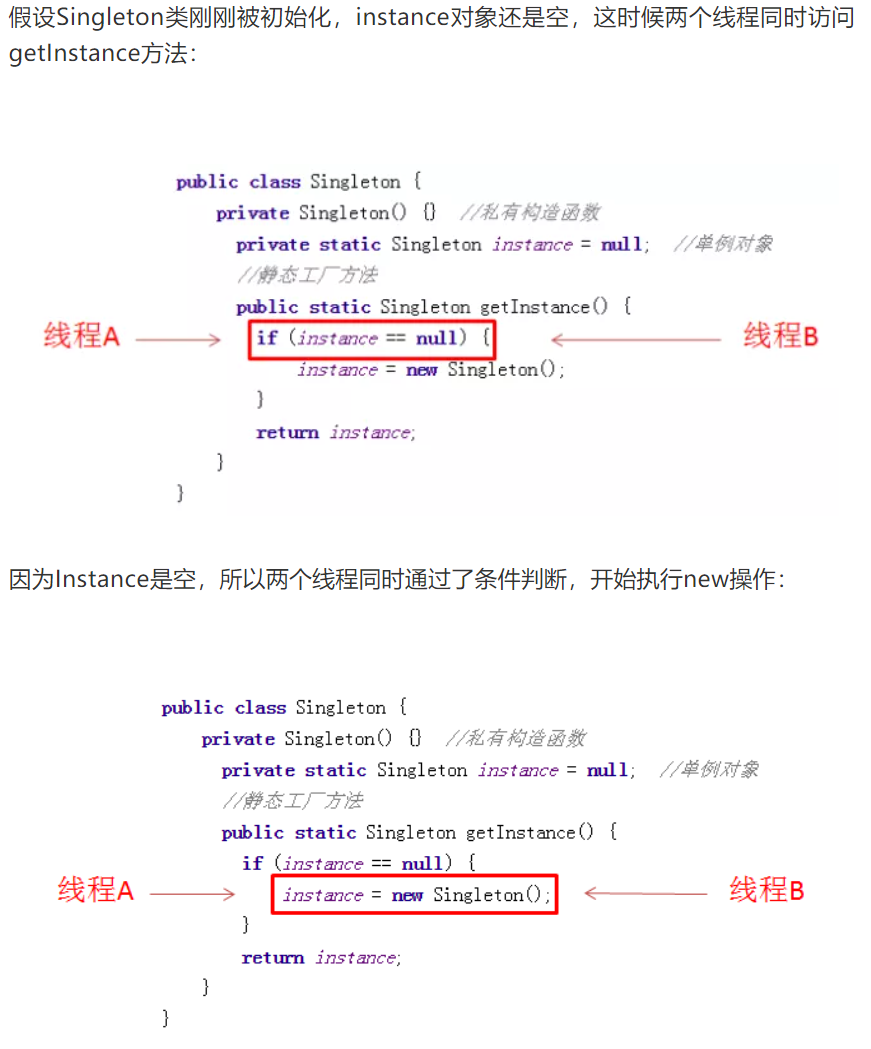 假设Singleton类刚刚被初始化，instance对象还是空，这时候两个线程同时访问
getInstance方法：
public class Singleton {
private Singleton() {} //私有构造函数
private static Singleton instance = null; //单例对象
//静态工厂方法
public static Singleton getInstance() {
线程A if (instance == null) { 线程B
instance = new Singleton();
}
return instance;
}
}
因为Instance是空，所以两个线程同时通过了条件判断，开始执行new操作：
public class Singleton {
private Singleton() {} //私有构造函数
private static Singleton instance = null; //单例对象
//静态工厂方法
public static Singleton getInstance() {
if (instance == null) {
线程A instance = new Singleton(); 线程B
}
return instance;
}
}